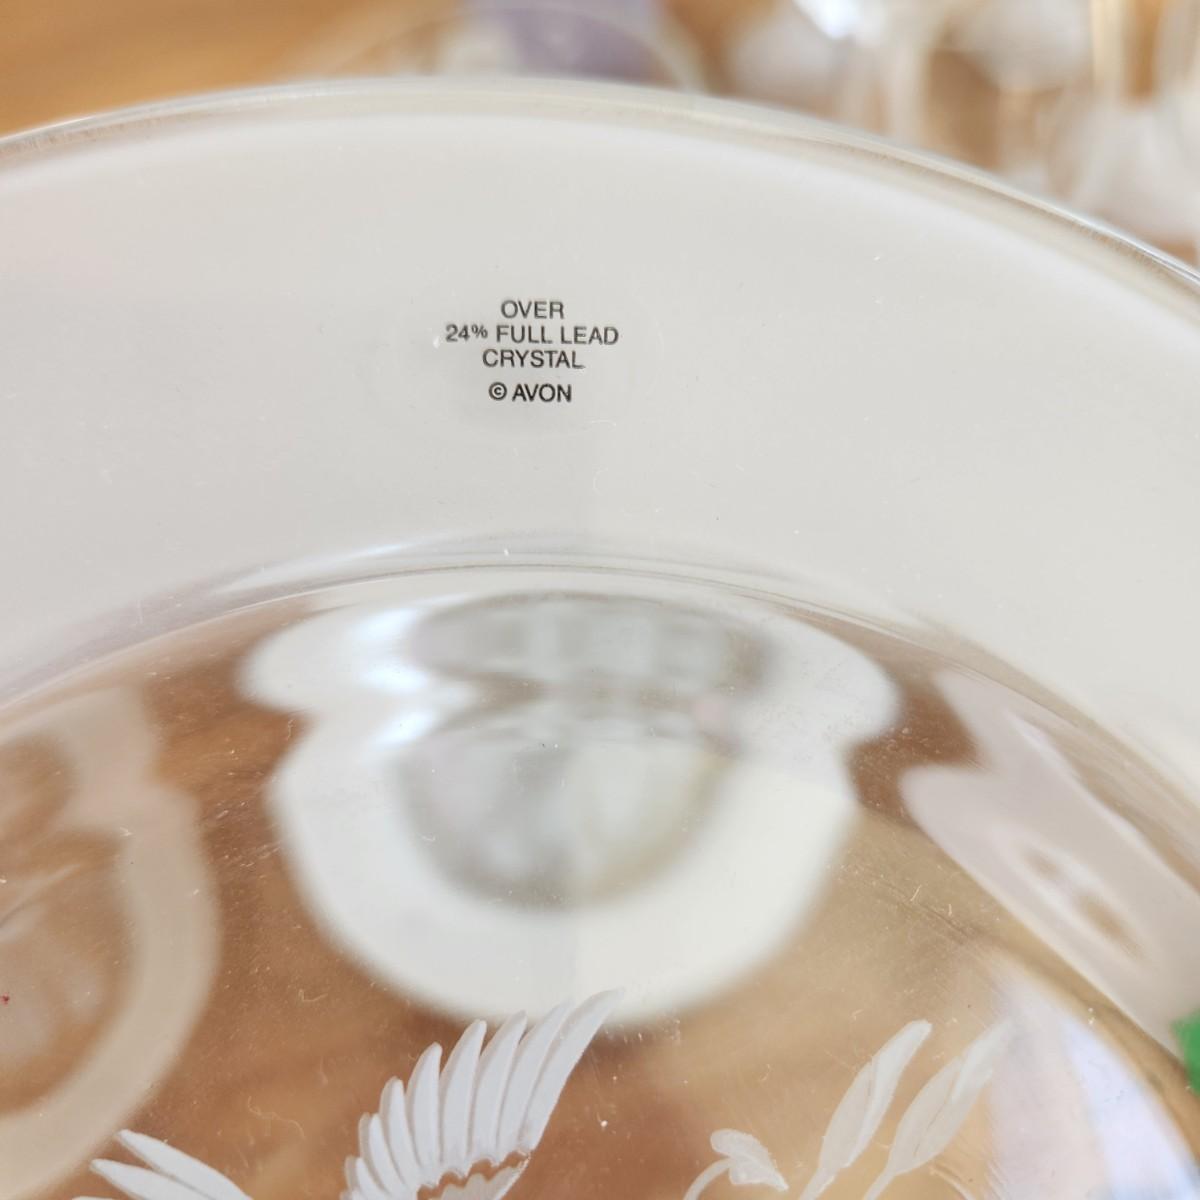 OVER
24% FULL LEAD
CRYSTAL
© AVON